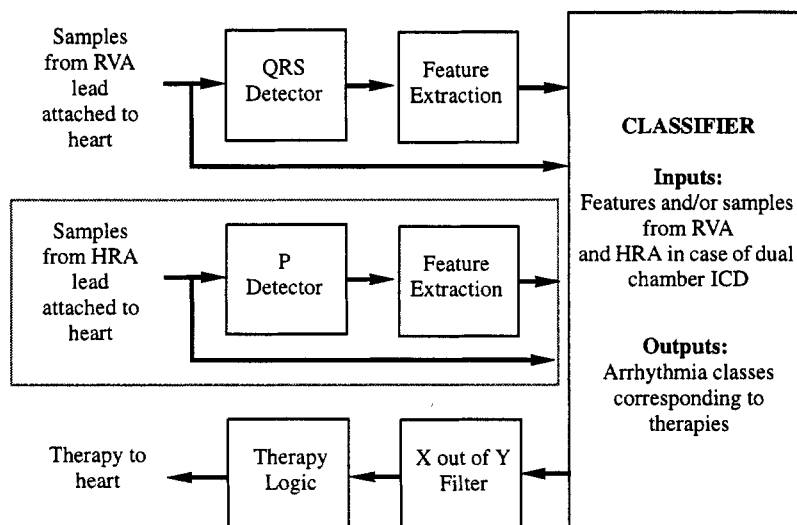 Samples
from RVA
lead
attached to
heart
QRS
Detector
Feature
Extraction
CLASSIFIER
Inputs:
Features and/or samples
from RVA
and HRA in case of dual
chamber ICD
Outputs:
Arrhythmia classes
corresponding to
therapies
Samples
from HRA
lead
attached to
heart
P
Detector
Feature
Extraction
Therapy to
heart
Therapy
Logic
X out of Y
Filter